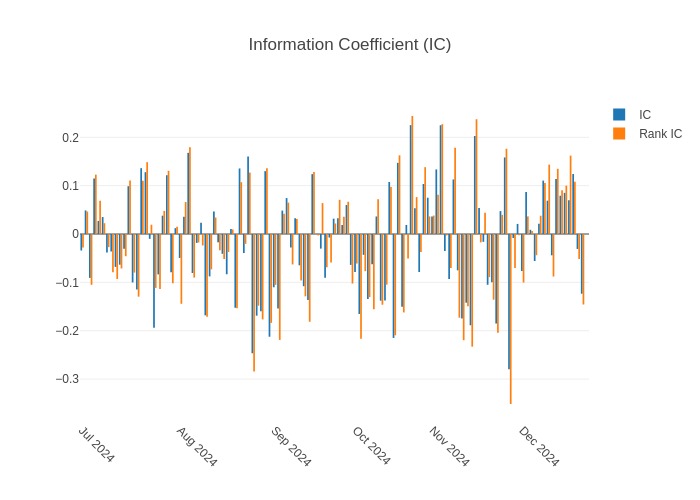 Information Coefficient (IC)
IC
Rank IC
0.2
0.1
0
−0.1
−0.2
−0.3
Jul 2024
Aug 2024
Sep 2024
Oct 2024
Nov 2024
Dec 2024